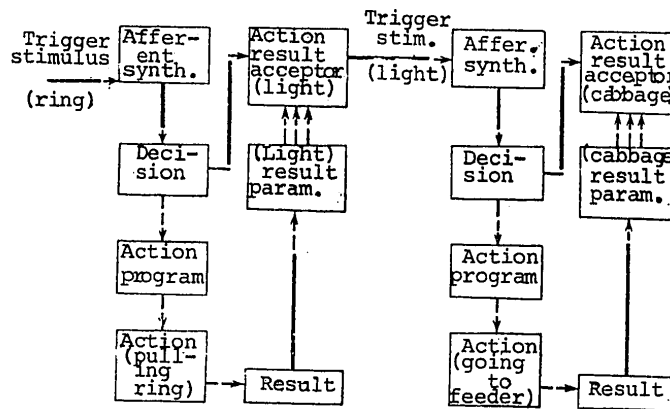 Trigger
stimulus
(ring)
Affer-
ent
synth.
Action
result
acceptor
(light)
Trigger
stim.
(light)
Affer.
synth.
Action
result
acceptor
(cabbage
Deci-
sion
(Light)
result
param.
Deci-
sion
(cabbage
result
param.
Action
program
Action
program
Action
(pul-
ling
ring)
Result
Action
(going
to
feeder)
Result